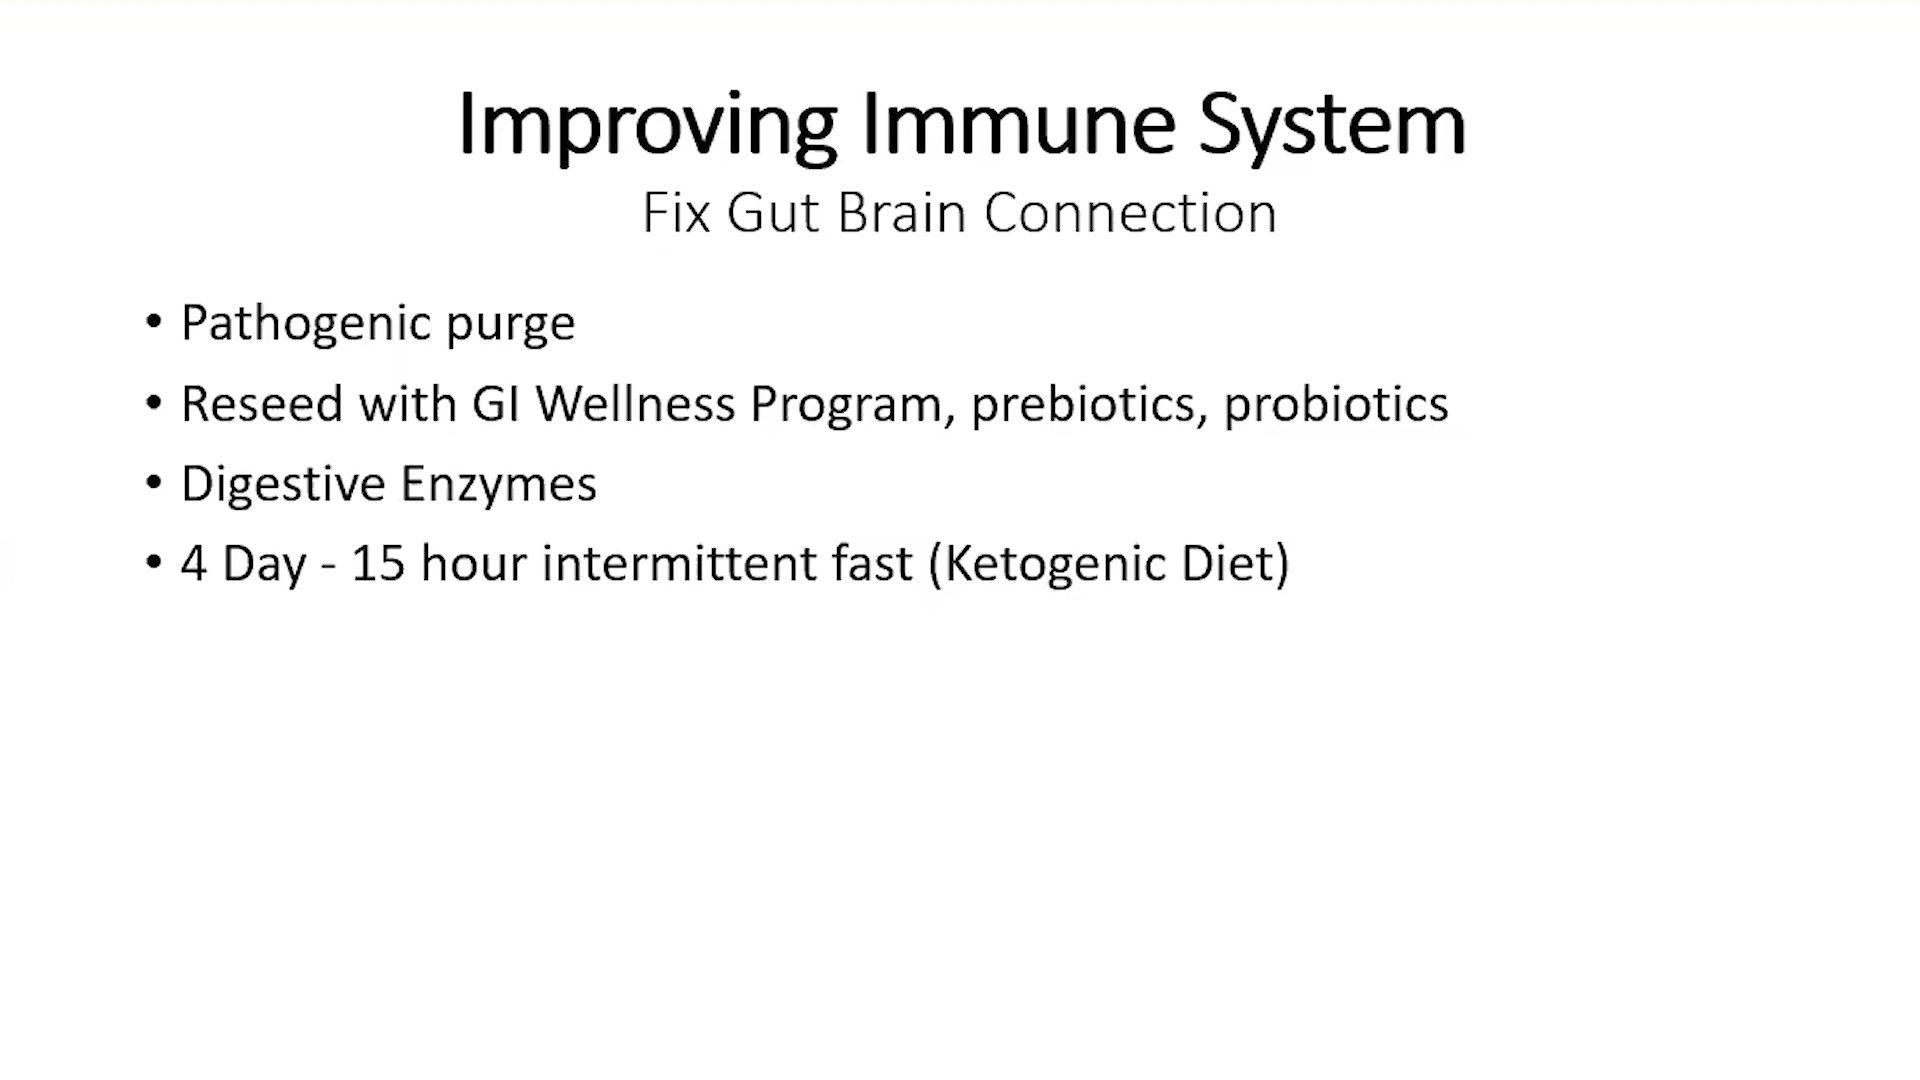 Improving Immune System
Fix Gut Brain Connection
• Pathogenic purge
• Reseed with GI Wellness Program, prebiotics, probiotics
• Digestive Enzymes
• 4 Day - 15 hour intermittent fast (Ketogenic Diet)